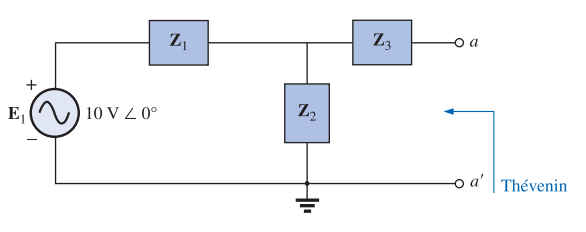 Z1
Z3
a
+
E1
10 V ∠ 0°
Z2
−
a′
Thévenin